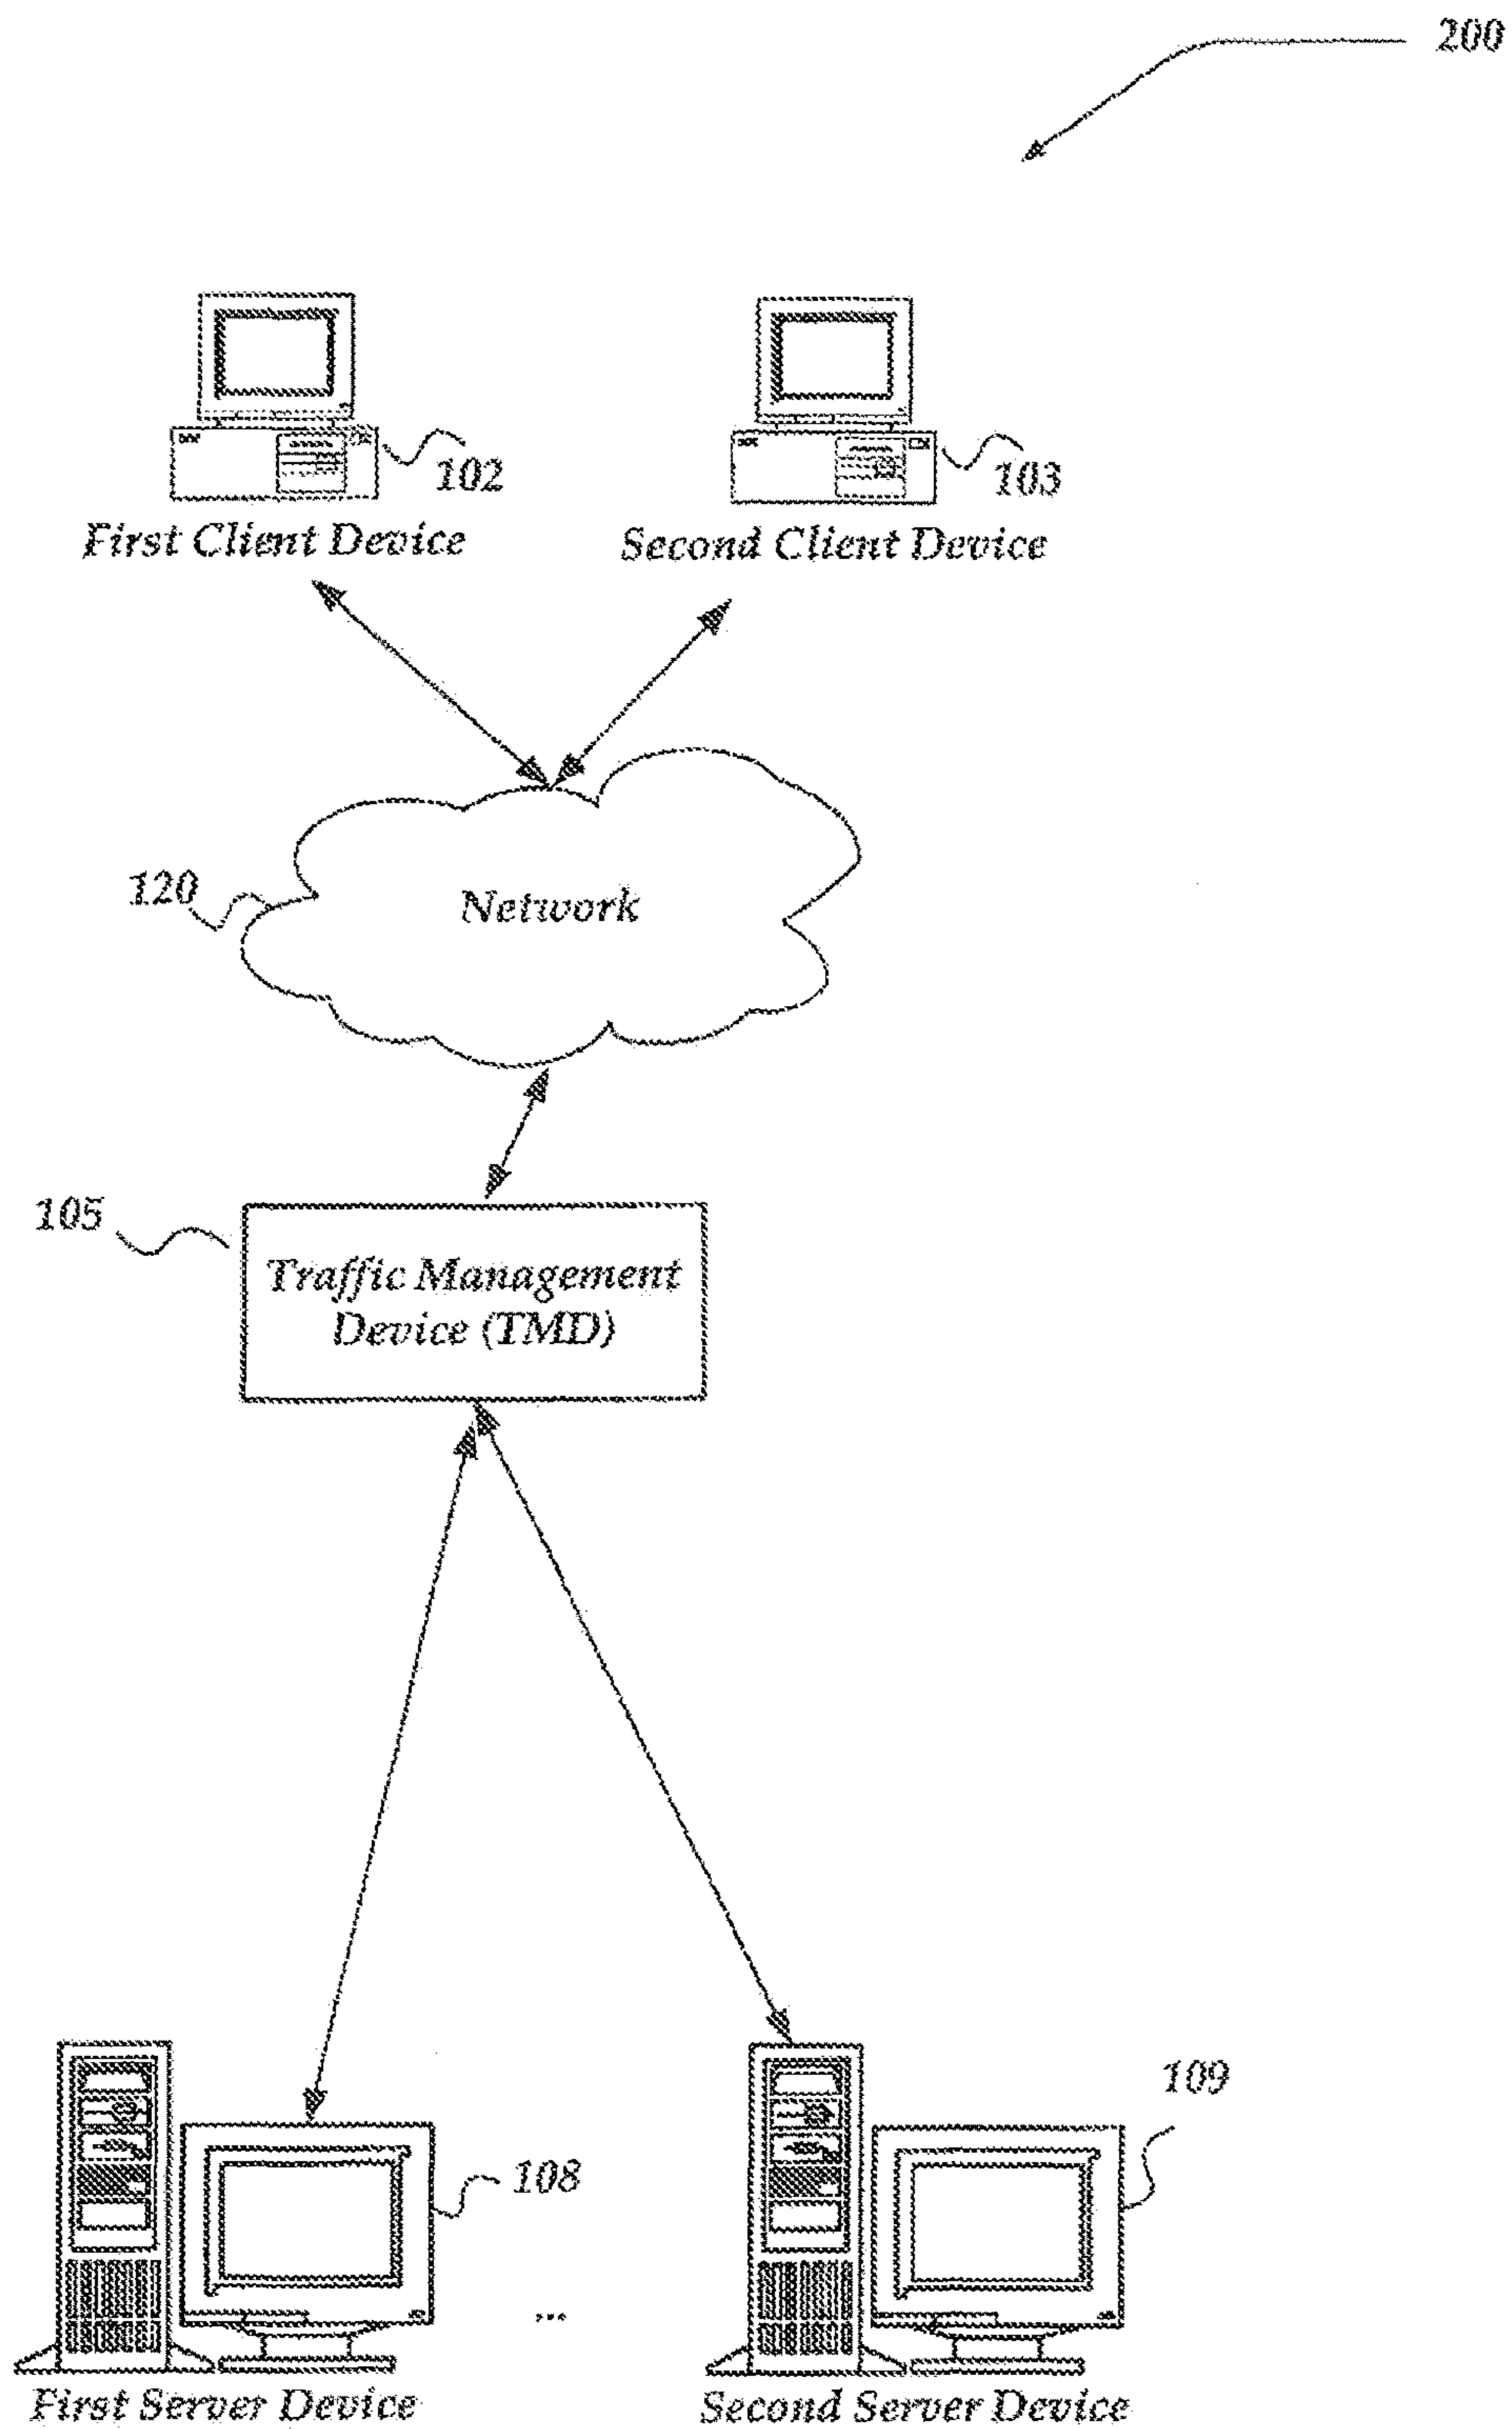 200
102
103
First Client Device
Second Client Device
120
Network
105
Traffic Management
Device (TMD)
109
108
...
First Server Device
Second Server Device